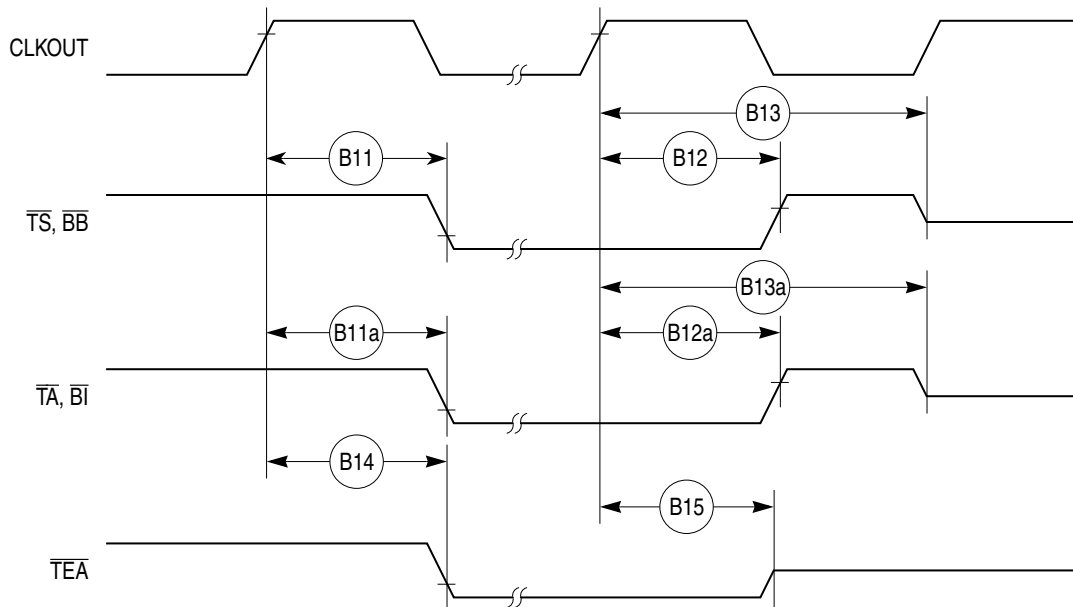 CLKOUT
B13
B11
B12
TS, BB
B13a
B11a
B12a
TA, BI
B14
B15
TEA